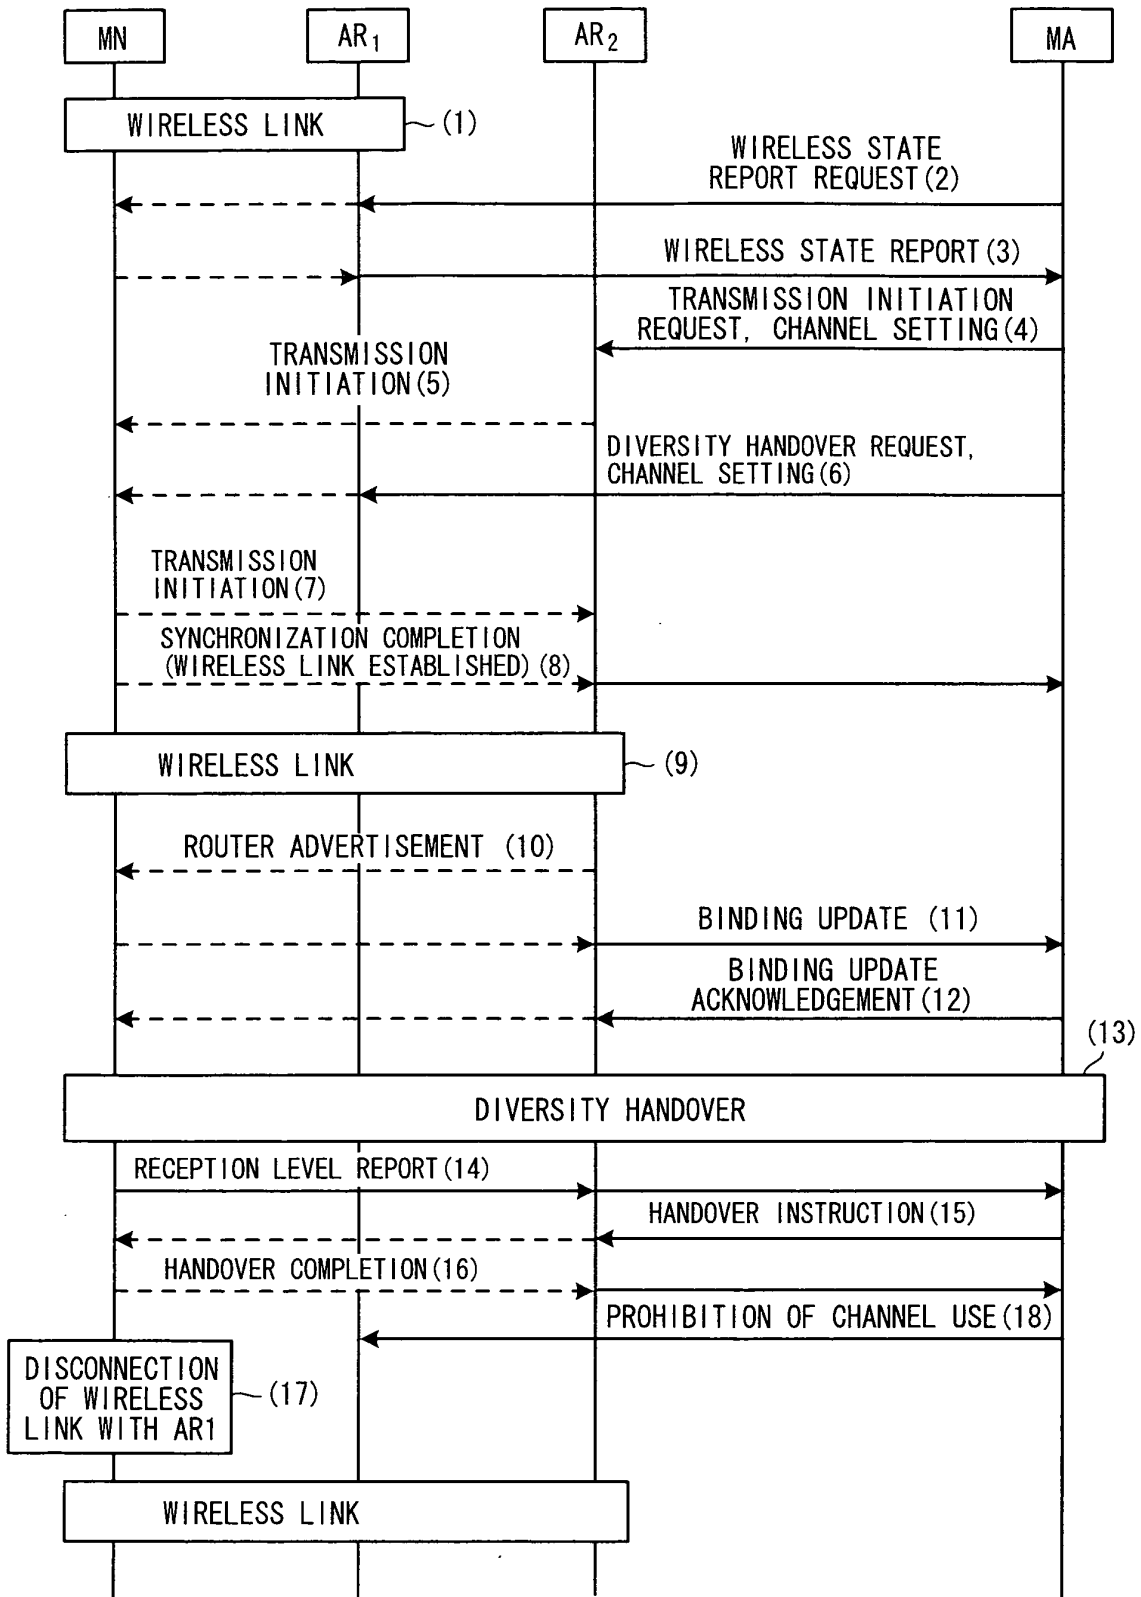 MN
AR1
AR2
MA
WIRELESS LINK
(1)
WIRELESS STATE
REPORT REQUEST(2)
WIRELESS STATE REPORT(3)
TRANSMISSION INITIATION
REQUEST, CHANNEL SETTING(4)
TRANSMISSION
INITIATION(5)
DIVERSITY HANDOVER REQUEST,
CHANNEL SETTING(6)
TRANSMISSION
INITIATION(7)
SYNCHRONIZATION COMPLETION
(WIRELESS LINK ESTABLISHED)(8)
WIRELESS LINK
(9)
ROUTER ADVERTISEMENT (10)
BINDING UPDATE (11)
BINDING UPDATE
ACKNOWLEDGEMENT(12)
(13)
DIVERSITY HANDOVER
RECEPTION LEVEL REPORT(14)
HANDOVER INSTRUCTION(15)
HANDOVER COMPLETION(16)
PROHIBITION OF CHANNEL USE(18)
DISCONNECTION
OF WIRELESS
LINK WITH AR1
(17)
WIRELESS LINK